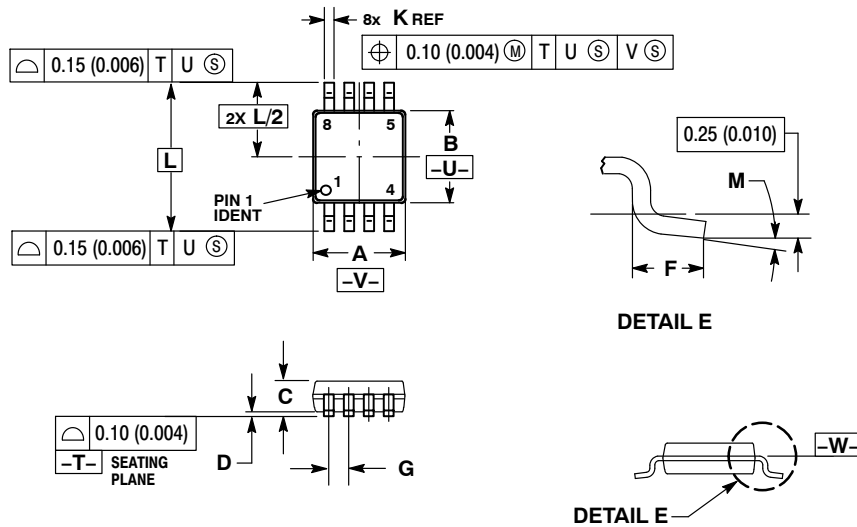 8x K REF
⌖ 0.10 (0.004) Ⓜ T U Ⓢ V Ⓢ
⌓ 0.15 (0.006) T U Ⓢ
2X L/2
8 5
B
L
–U–
PIN 1
IDENT
1 4
⌓ 0.15 (0.006) T U Ⓢ
A
–V–
0.25 (0.010)
M
F
DETAIL E
C
⌓ 0.10 (0.004)
–T– SEATING
PLANE
D
G
–W–
DETAIL E